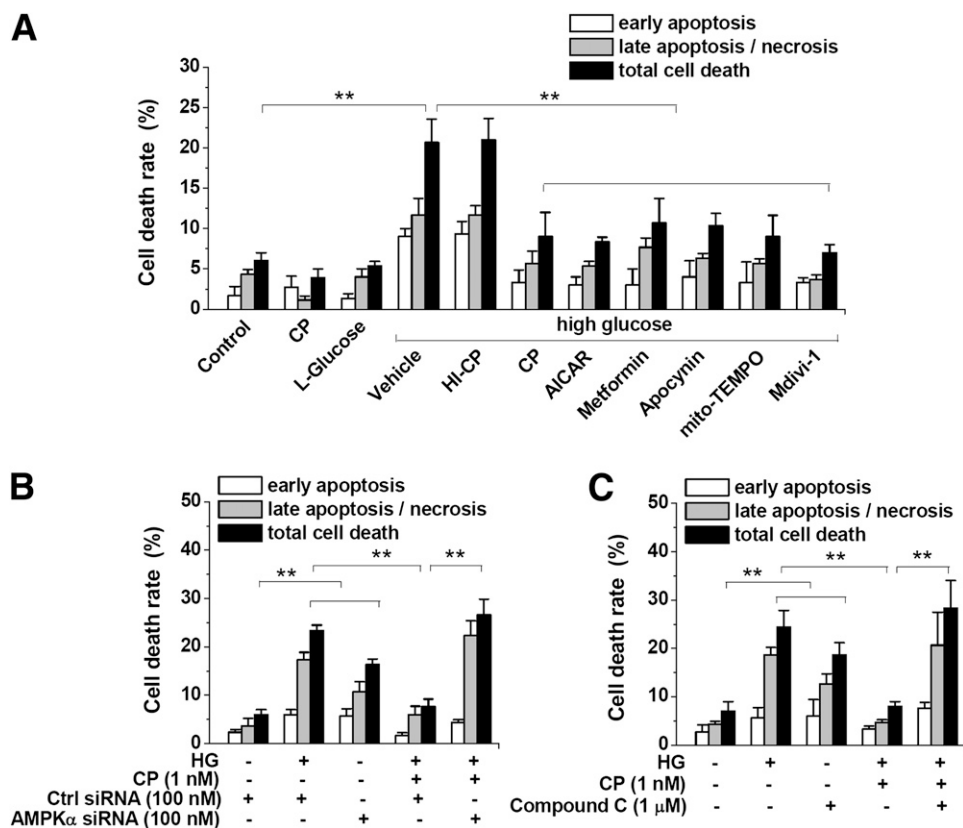 A
early apoptosis
late apoptosis / necrosis
total cell death
Cell death rate (%)
30
25
20
15
10
5
0
**
**
Control
CP
L-Glucose
Vehicle
HI-CP
CP
AICAR
Metformin
Apocynin
mito-TEMPO
Mdivi-1
high glucose
B
early apoptosis
late apoptosis / necrosis
total cell death
Cell death rate (%)
50
40
30
20
10
0
**
**
**
HG - + - + +
CP (1 nM) - - - + +
Ctrl siRNA (100 nM) + + - + -
AMPKα siRNA (100 nM) - - + - +
C
early apoptosis
late apoptosis / necrosis
total cell death
Cell death rate (%)
50
40
30
20
10
0
**
**
**
HG - + - + +
CP (1 nM) - - - + +
Compound C (1 μM) - - + - +